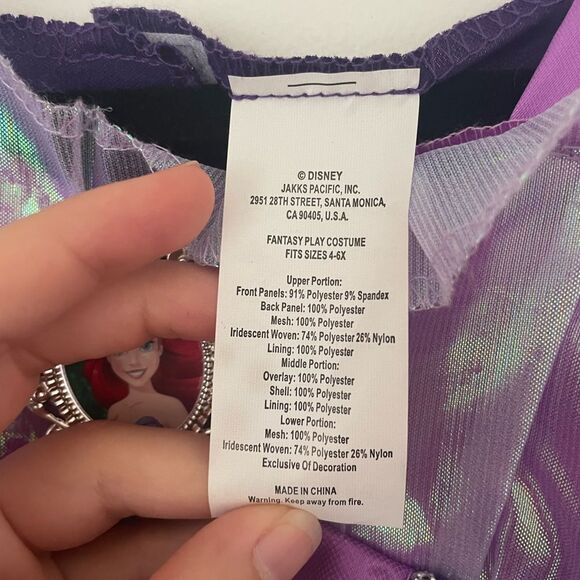 © DISNEY
JAKKS PACIFIC, INC.
2951 28TH STREET, SANTA MONICA,
CA 90405, U.S.A.
FANTASY PLAY COSTUME
FITS SIZES 4-6X
Upper Portion:
Front Panels: 91% Polyester 9% Spandex
Back Panel: 100% Polyester
Mesh: 100% Polyester
Iridescent Woven: 74% Polyester 26% Nylon
Lining: 100% Polyester
Middle Portion:
Overlay: 100% Polyester
Shell: 100% Polyester
Lining: 100% Polyester
Lower Portion:
Mesh: 100% Polyester
Iridescent Woven: 74% Polyester 26% Nylon
Exclusive Of Decoration
MADE IN CHINA
Warning. Keep away from fire.